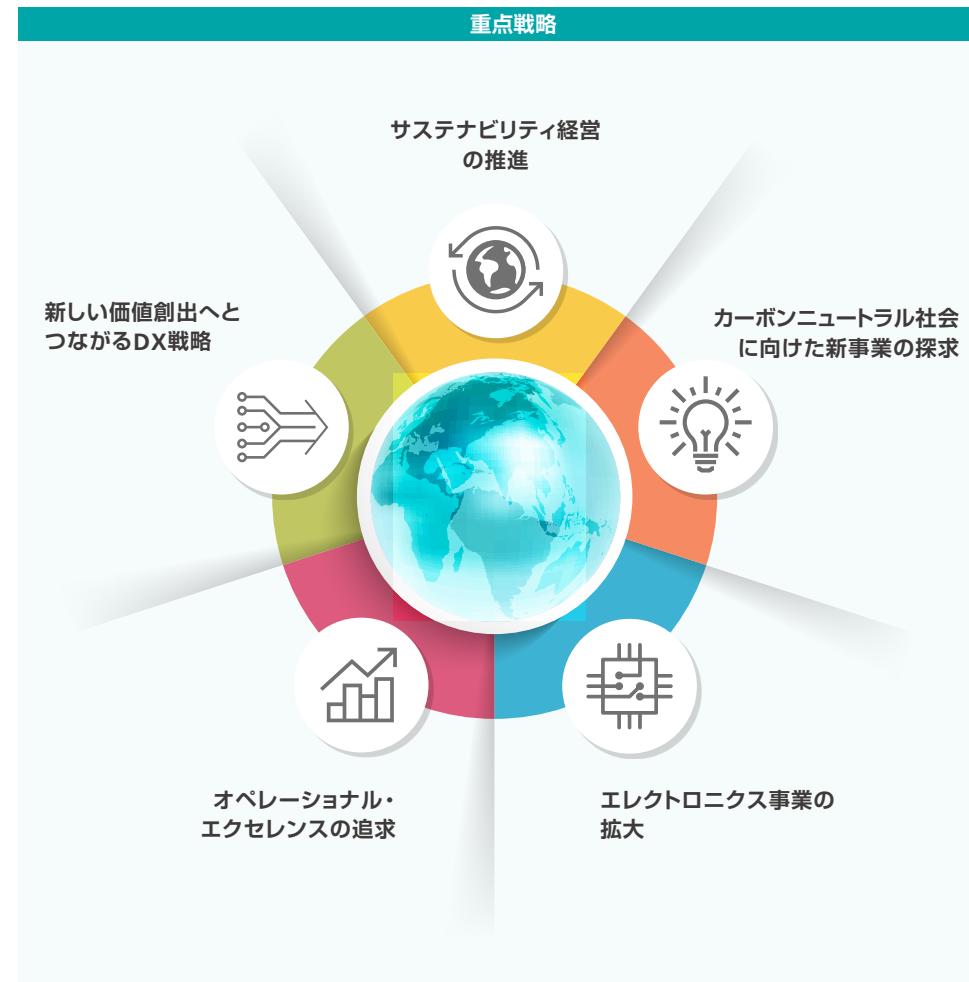 重点戦略
サステナビリティ経営
の推進
新しい価値創出へと
つながるDX戦略
カーボンニュートラル社会
に向けた新事業の探求
オペレーショナル・
エクセレンスの追求
エレクトロニクス事業の
拡大